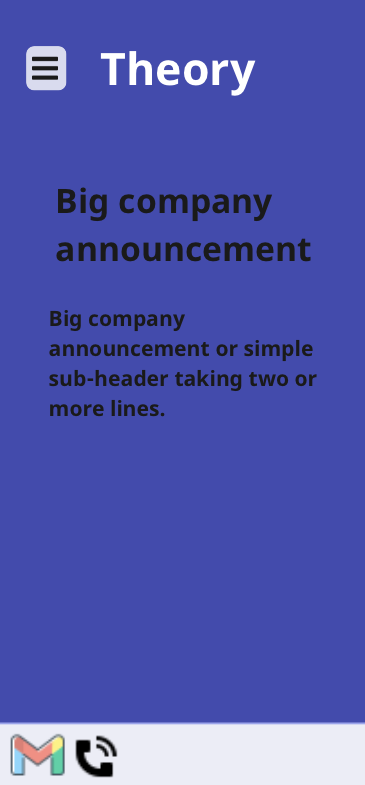 Theory
Big company
announcement
Big company
announcement or simple
sub-header taking two or
more lines.